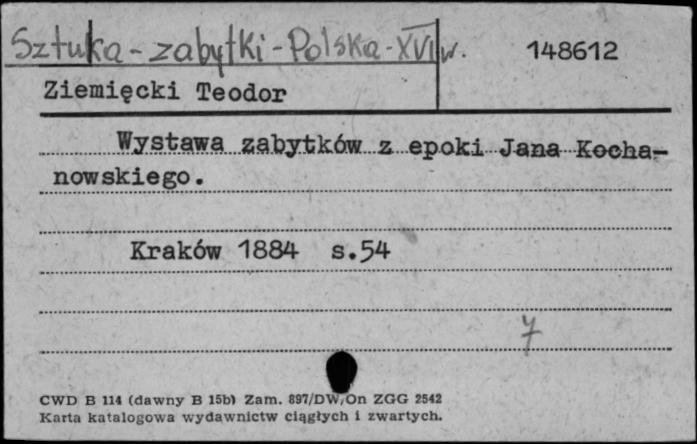 Sztuka - zabytki - Polska - XVI w. 148612
Ziemięcki Teodor
Wystawa zabytków z epoki Jana Kocha-
nowskiego.
Kraków 1884 s.54
7
CWD B 114 (dawny B 15b) Zam. 897/DW/On ZGG 2542
Karta katalogowa wydawnictw ciągłych i zwartych.